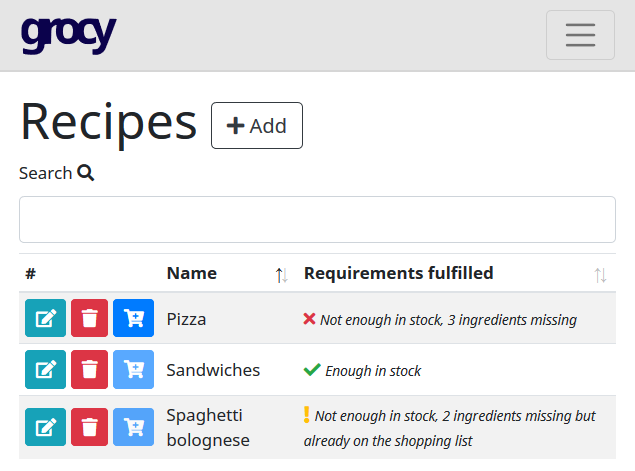 grocy
Recipes + Add
Search
# Name Requirements fulfilled
Pizza Not enough in stock, 3 ingredients missing
Sandwiches Enough in stock
Spaghetti Not enough in stock, 2 ingredients missing but
bolognese already on the shopping list